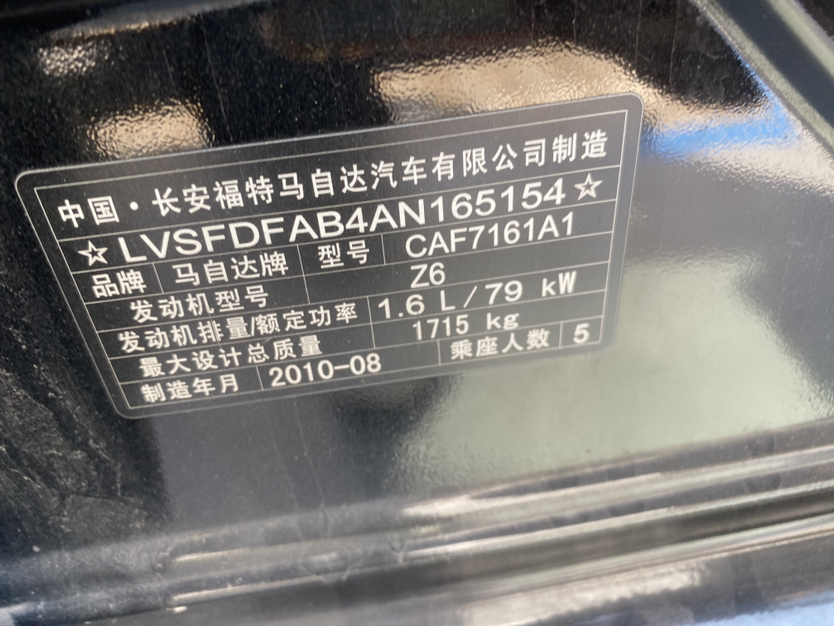 中国·长安福特马自达汽车有限公司制造
☆LVSFDFAB4AN165154☆
品牌 马自达牌 型号 CAF7161A1
发动机型号 Z6
发动机排量/额定功率 1.6 L/79 kW
最大设计总质量 1715 kg
制造年月 2010-08 乘座人数 5